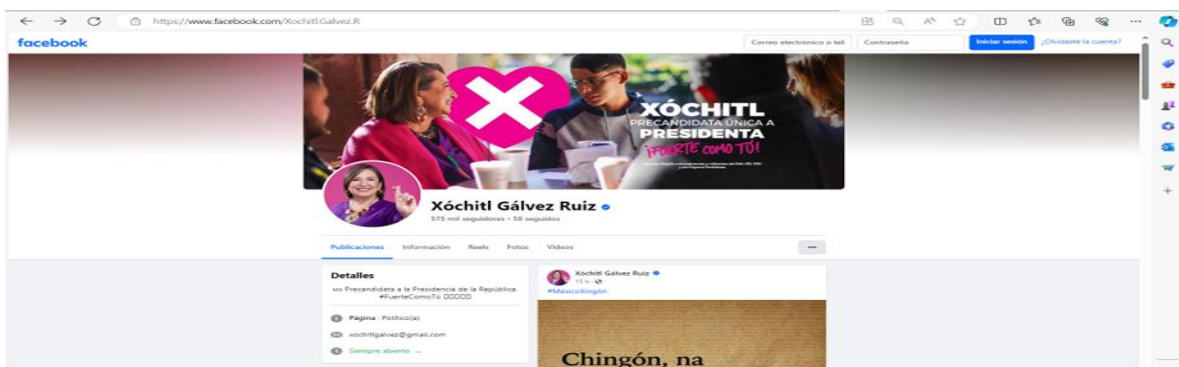 https://www.facebook.com/Xochitl.Galvez.R
facebook
Correo electrónico o tel
Contraseña
Iniciar sesión
¿Olvidaste la cuenta?
XÓCHITL
PRECANDIDATA ÚNICA A
PRESIDENTA
¡FUERTE COMO TÚ!
Xóchitl Gálvez Ruiz
575 mil seguidores • 58 seguidos
Publicaciones
Información
Reels
Fotos
Videos
Detalles
Precandidata a la Presidencia de la República.
#FuerteComoTú
Página · Político(a)
xochitlgalvez@gmail.com
Siempre abierto
Xóchitl Gálvez Ruiz
15 h
#MéxicoXingón
Chingón, na